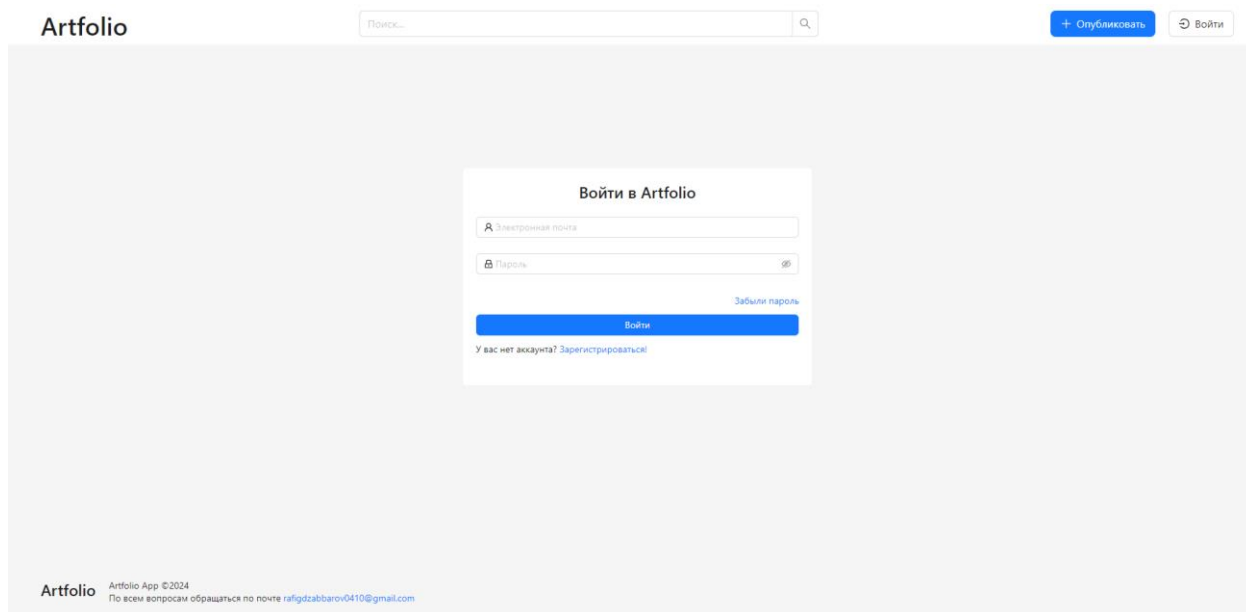 Artfolio
Поиск...
Опубликовать
Войти
Войти в Artfolio
Электронная почта
Пароль
Забыли пароль
Войти
У вас нет аккаунта? Зарегистрироваться!
Artfolio
Artfolio App ©2024
По всем вопросам обращаться по почте rafigdzabbarov0410@gmail.com